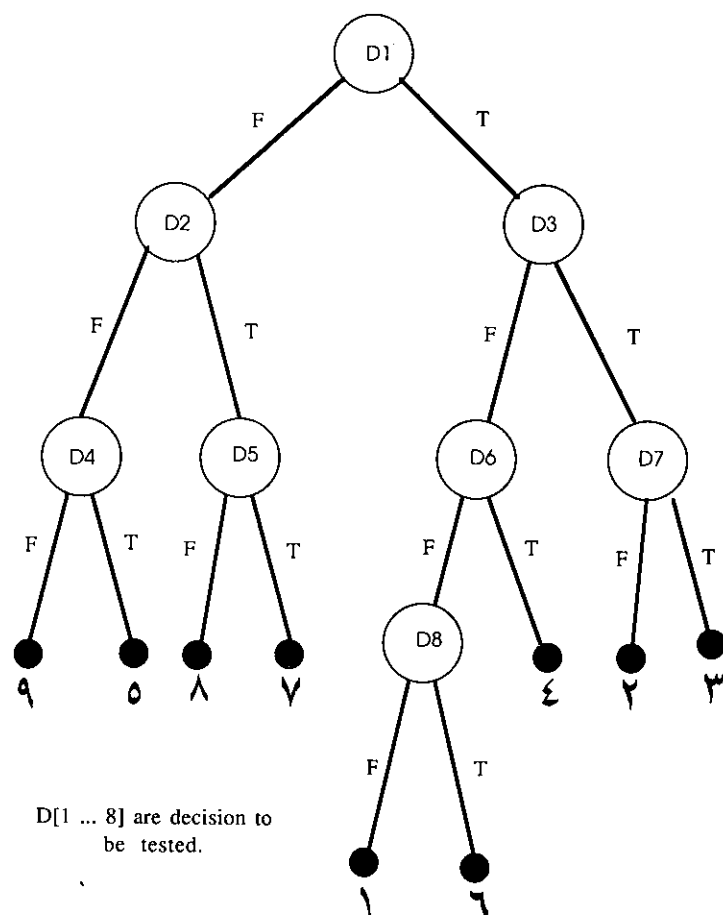 D1
F T
D2 D3
F T F T
D4 D5 D6 D7
F T F T F T F T
D8
٩ ٥ ٨ ٧ ٤ ٢ ٣
F T
D[1 ... 8] are decision to
be tested.
١ ٦